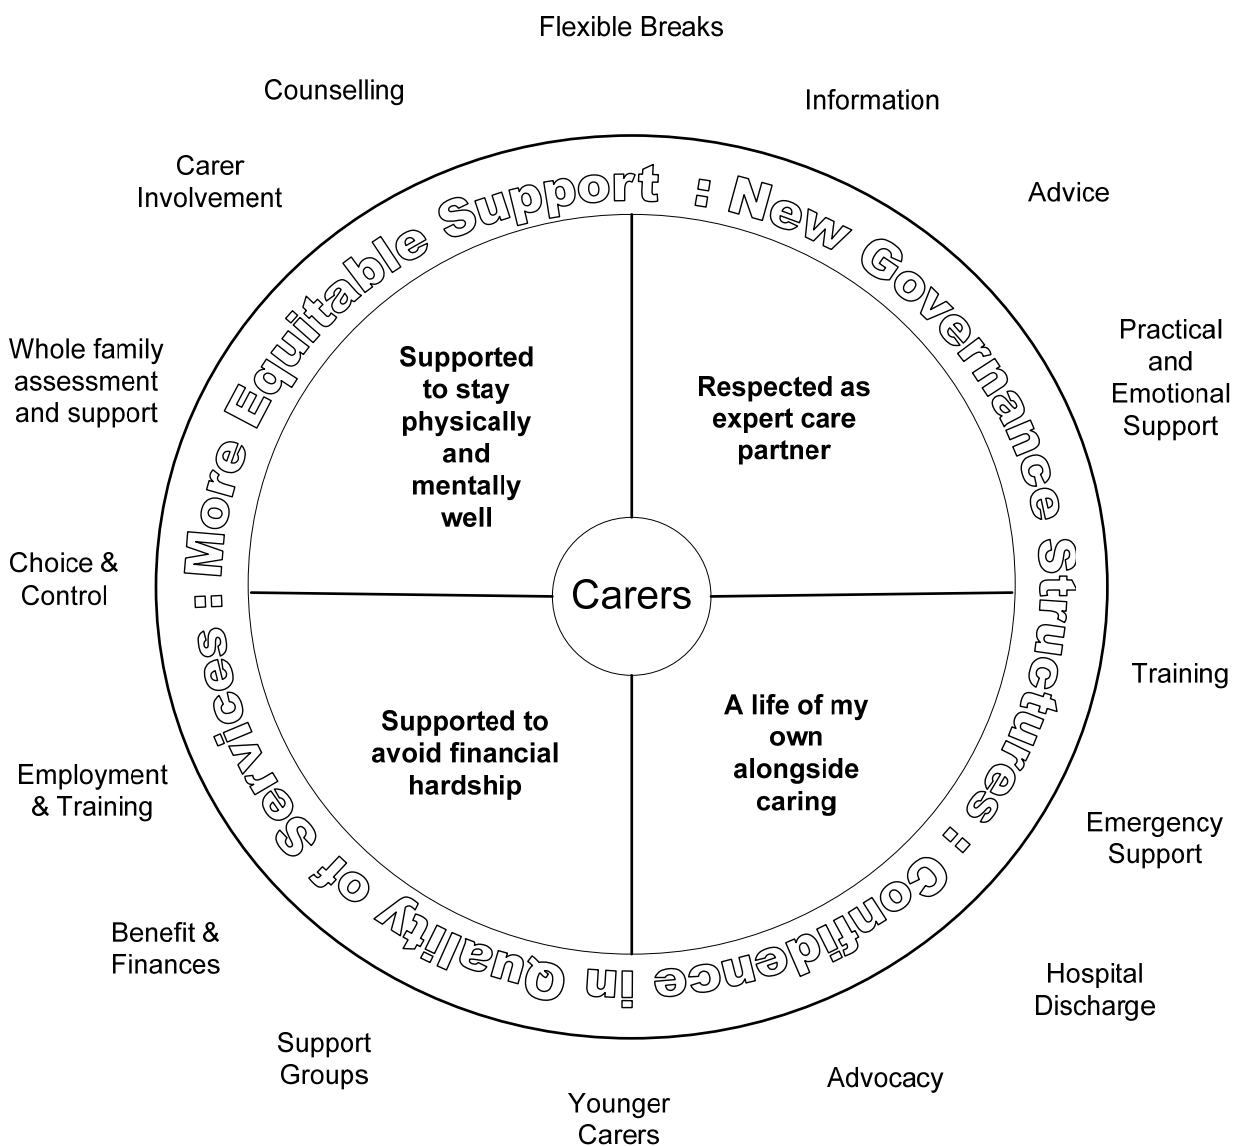 Flexible Breaks
Counselling
Information
Carer
Involvement
Advice
More Equitable Support : New Governance Structures : Confidence in Quality of Services :
Whole family
assessment
and support
Practical
and
Emotional
Support
Supported
to stay
physically
and
mentally
well
Respected as
expert care
partner
Choice &
Control
Carers
Training
Supported to
avoid financial
hardship
A life of my
own
alongside
caring
Employment
& Training
Emergency
Support
Benefit &
Finances
Hospital
Discharge
Support
Groups
Advocacy
Younger
Carers